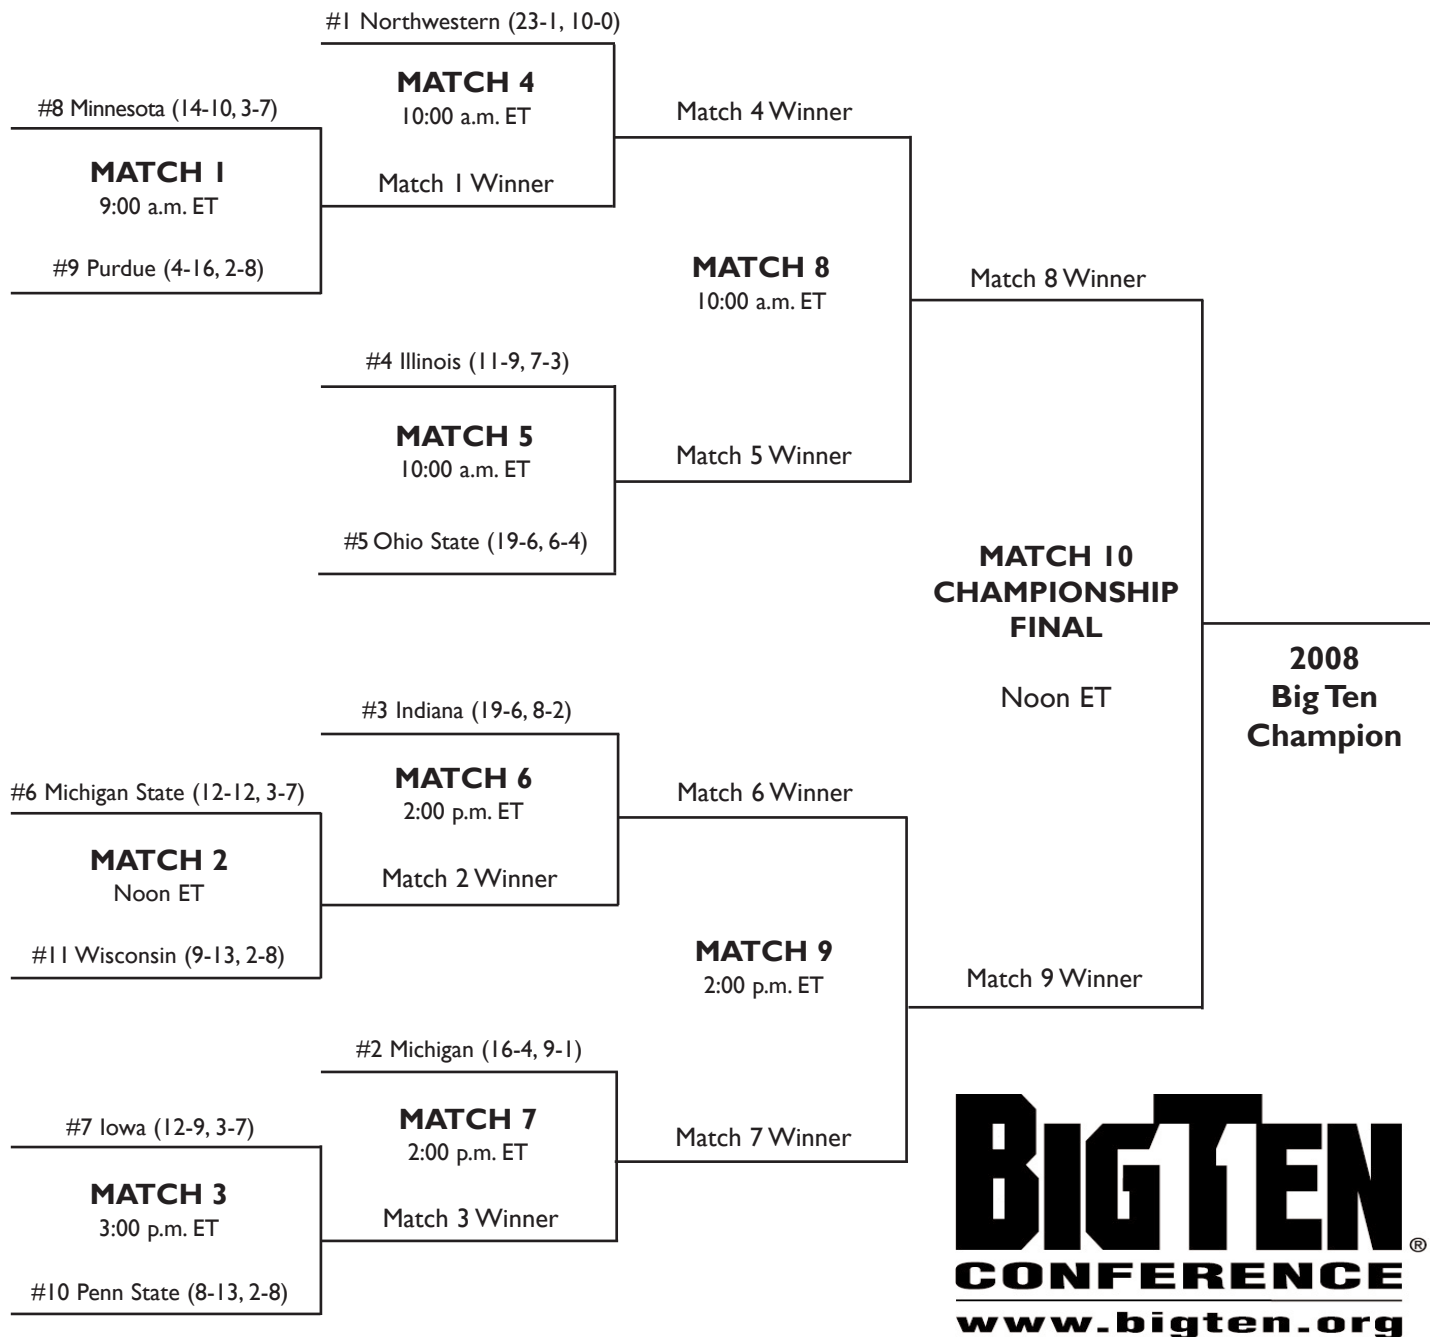 #1 Northwestern (23-1, 10-0)
MATCH 4
10:00 a.m. ET
Match 1 Winner
#8 Minnesota (14-10, 3-7)
MATCH 1
9:00 a.m. ET
#9 Purdue (4-16, 2-8)
Match 4 Winner
MATCH 8
10:00 a.m. ET
Match 5 Winner
#4 Illinois (11-9, 7-3)
MATCH 5
10:00 a.m. ET
#5 Ohio State (19-6, 6-4)
Match 8 Winner
MATCH 10
CHAMPIONSHIP
FINAL
Noon ET
2008
Big Ten
Champion
#3 Indiana (19-6, 8-2)
MATCH 6
2:00 p.m. ET
Match 2 Winner
#6 Michigan State (12-12, 3-7)
MATCH 2
Noon ET
#11 Wisconsin (9-13, 2-8)
Match 6 Winner
MATCH 9
2:00 p.m. ET
Match 7 Winner
Match 9 Winner
#2 Michigan (16-4, 9-1)
MATCH 7
2:00 p.m. ET
Match 3 Winner
#7 Iowa (12-9, 3-7)
MATCH 3
3:00 p.m. ET
#10 Penn State (8-13, 2-8)
BIG TEN ®
CONFERENCE
www.bigten.org